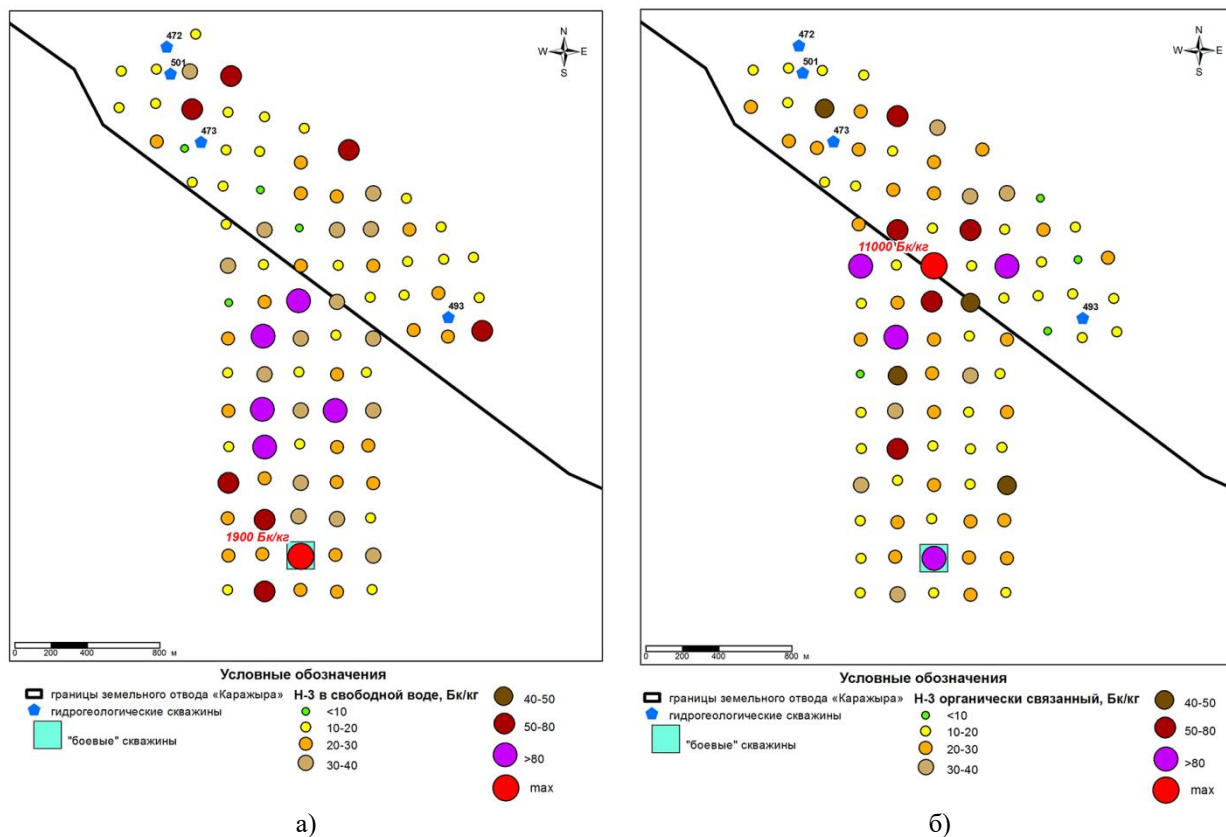 N
W E
S
472
501
473
493
1900 Бк/кг
0 200 400 800 м
Условные обозначения
границы земельного отвода «Каражыра»
гидрогеологические скважины
"боевые" скважины
Н-3 в свободной воде, Бк/кг
<10
10-20
20-30
30-40
40-50
50-80
>80
max
а)
N
W E
S
472
501
473
11000 Бк/кг
493
0 200 400 800 м
Условные обозначения
границы земельного отвода «Каражыра»
гидрогеологические скважины
"боевые" скважины
Н-3 органически связанный, Бк/кг
<10
10-20
20-30
30-40
40-50
50-80
>80
max
б)